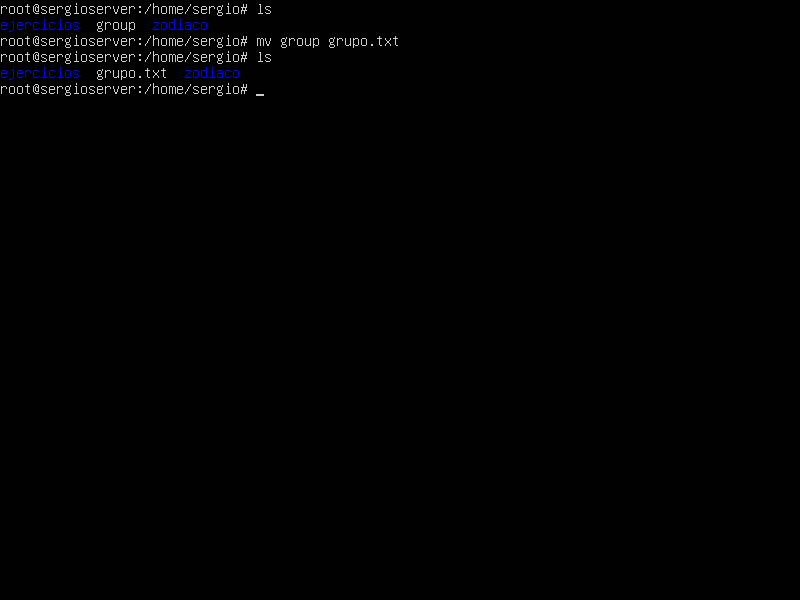 root@sergioserver:/home/sergio# ls
ejercicios  group  zodiaco
root@sergioserver:/home/sergio# mv group grupo.txt
root@sergioserver:/home/sergio# ls
ejercicios  grupo.txt  zodiaco
root@sergioserver:/home/sergio# _